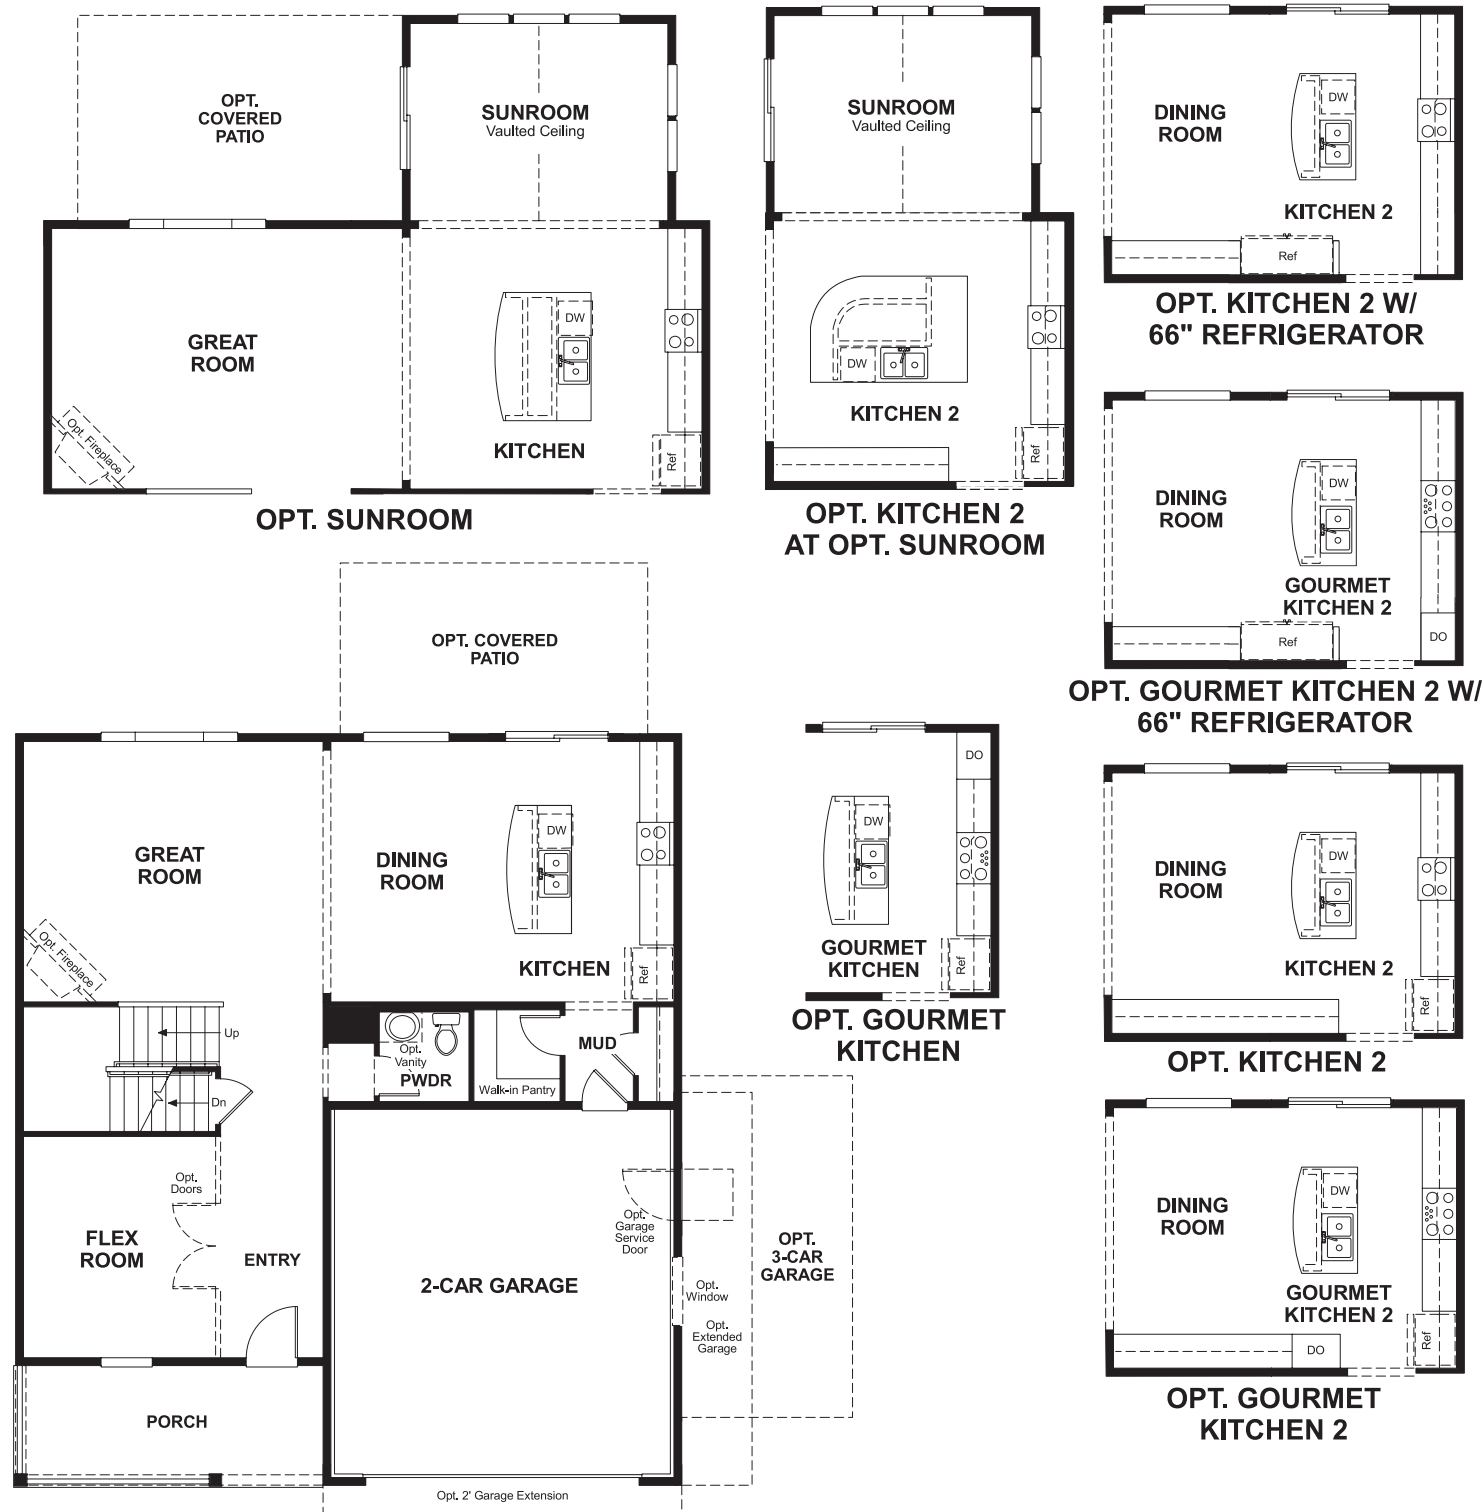 OPT.
COVERED
PATIO
SUNROOM
Vaulted Ceiling
GREAT
ROOM
Opt. Fireplace
DW
KITCHEN
Ref
OPT. SUNROOM
SUNROOM
Vaulted Ceiling
DW
KITCHEN 2
Ref
OPT. KITCHEN 2
AT OPT. SUNROOM
DINING
ROOM
DW
KITCHEN 2
Ref
OPT. KITCHEN 2 W/
66" REFRIGERATOR
DINING
ROOM
DW
GOURMET
KITCHEN 2
Ref
DO
OPT. GOURMET KITCHEN 2 W/
66" REFRIGERATOR
OPT. COVERED
PATIO
GREAT
ROOM
DINING
ROOM
DW
KITCHEN
Ref
Opt. Fireplace
Up
Dn
Opt.
Vanity
PWDR
Walk-in Pantry
MUD
Opt.
Doors
FLEX
ROOM
ENTRY
2-CAR GARAGE
Opt.
Garage
Service
Door
Opt.
Window
Opt.
Extended
Garage
OPT.
3-CAR
GARAGE
PORCH
Opt. 2' Garage Extension
DO
DW
GOURMET
KITCHEN
Ref
OPT. GOURMET
KITCHEN
DINING
ROOM
DW
KITCHEN 2
Ref
OPT. KITCHEN 2
DINING
ROOM
DW
GOURMET
KITCHEN 2
DO
Ref
OPT. GOURMET
KITCHEN 2